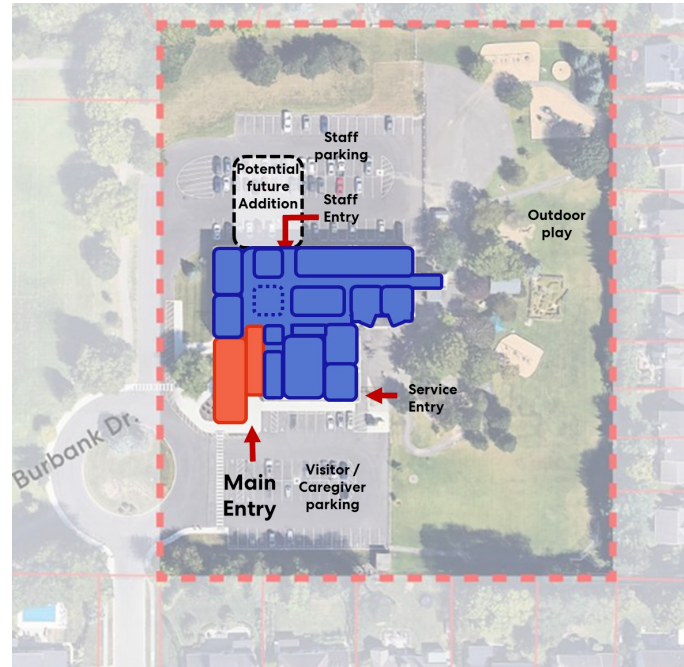 Staff
parking
Potential
future
Addition
Staff
Entry
Outdoor
play
Service
Entry
Burbank Dr.
Main
Entry
Visitor /
Caregiver
parking